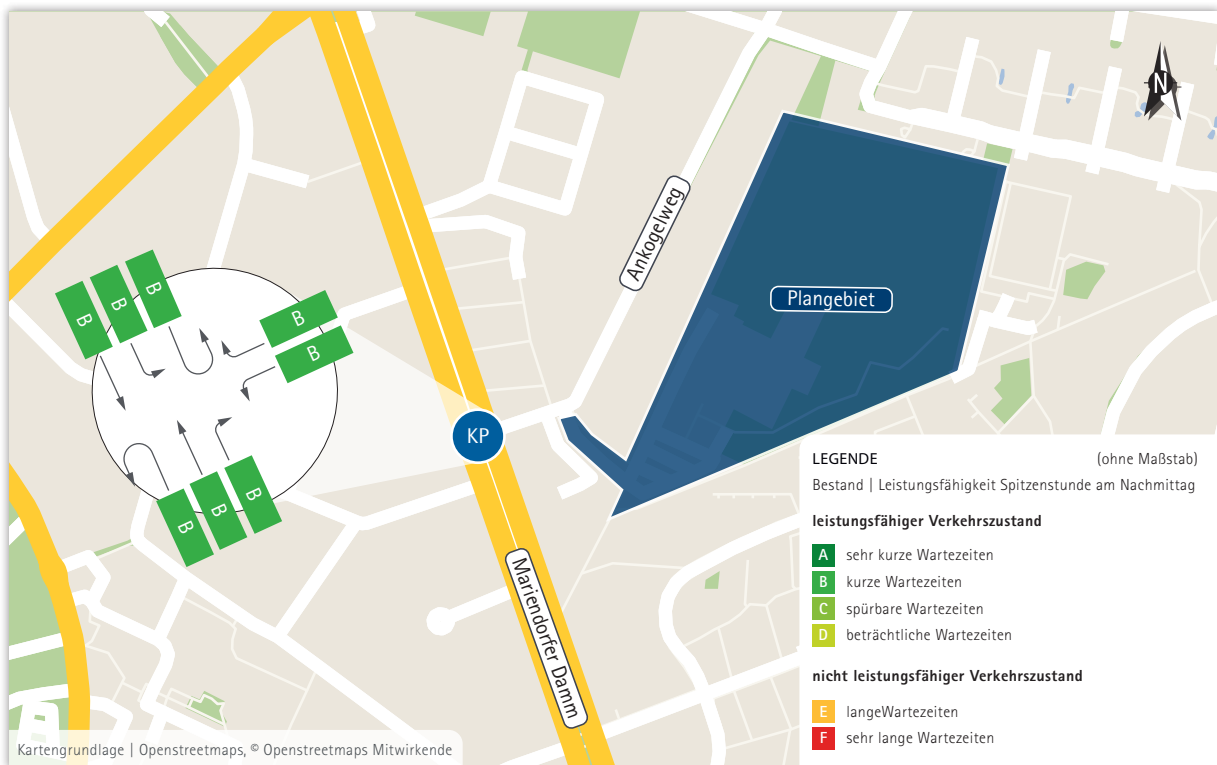 N
Ankogelweg
Plangebiet
B
B
B
B
B
KP
B
B
B
Mariendorfer Damm
LEGENDE (ohne Maßstab)
Bestand | Leistungsfähigkeit Spitzenstunde am Nachmittag
leistungsfähiger Verkehrszustand
A sehr kurze Wartezeiten
B kurze Wartezeiten
C spürbare Wartezeiten
D beträchtliche Wartezeiten
nicht leistungsfähiger Verkehrszustand
E langeWartezeiten
F sehr lange Wartezeiten
Kartengrundlage | Openstreetmaps, © Openstreetmaps Mitwirkende